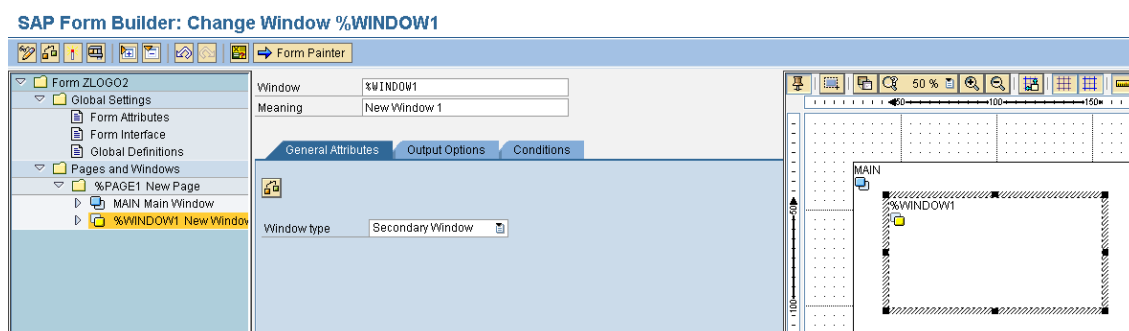 SAP Form Builder: Change Window %WINDOW1
Form Painter
Form ZLOGO2
Global Settings
Form Attributes
Form Interface
Global Definitions
Pages and Windows
%PAGE1 New Page
MAIN Main Window
%WINDOW1 New Window
Window %WINDOW1
Meaning New Window 1
General Attributes Output Options Conditions
Window type Secondary Window
50 %
50 100 150
MAIN
%WINDOW1
50
100